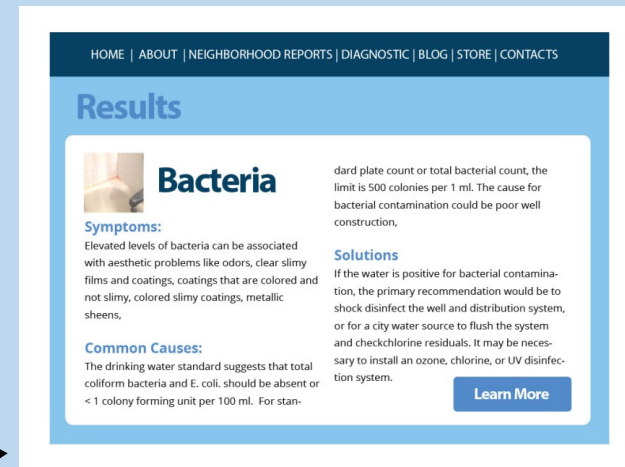 HOME | ABOUT | NEIGHBORHOOD REPORTS | DIAGNOSTIC | BLOG | STORE | CONTACTS
Results
Bacteria
Symptoms:
Elevated levels of bacteria can be associated
with aesthetic problems like odors, clear slimy
films and coatings, coatings that are colored and
not slimy, colored slimy coatings, metallic
sheens,
Common Causes:
The drinking water standard suggests that total
coliform bacteria and E. coli. should be absent or
< 1 colony forming unit per 100 ml. For stan-
dard plate count or total bacterial count, the
limit is 500 colonies per 1 ml. The cause for
bacterial contamination could be poor well
construction,
Solutions
If the water is positive for bacterial contamina-
tion, the primary recommendation would be to
shock disinfect the well and distribution system,
or for a city water source to flush the system
and checkchlorine residuals. It may be neces-
sary to install an ozone, chlorine, or UV disinfec-
tion system.
Learn More